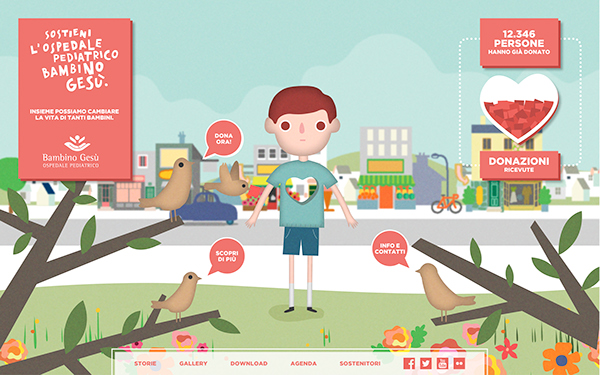 SOSTIENI
L'OSPEDALE
PEDIATRICO
BAMBINO
GESÙ.
INSIEME POSSIAMO CAMBIARE
LA VITA DI TANTI BAMBINI.
Bambino Gesù
OSPEDALE PEDIATRICO
12.346
PERSONE
HANNO GIÀ DONATO
DONAZIONI
RICEVUTE
DONA
ORA!
SCOPRI
DI PIÙ
INFO E
CONTATTI
STORIE GALLERY DOWNLOAD AGENDA SOSTENITORI